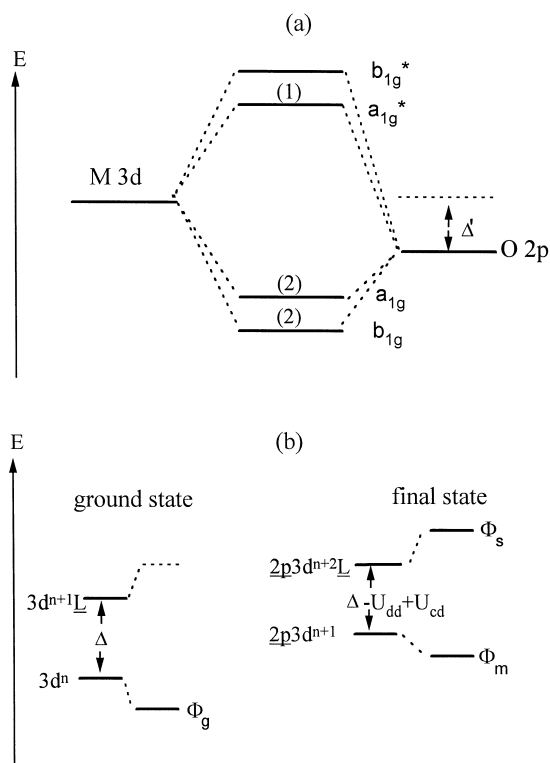 (a)
E
b₁g*
(1)
a₁g*
M 3d
Δ'
O 2p
(2)
a₁g
(2)
b₁g
(b)
E
ground state
final state
Φs
2p3dⁿ⁺²L
3dⁿ⁺¹L
Δ -Udd+Ucd
Δ
2p3dⁿ⁺¹
Φm
3dⁿ
Φg